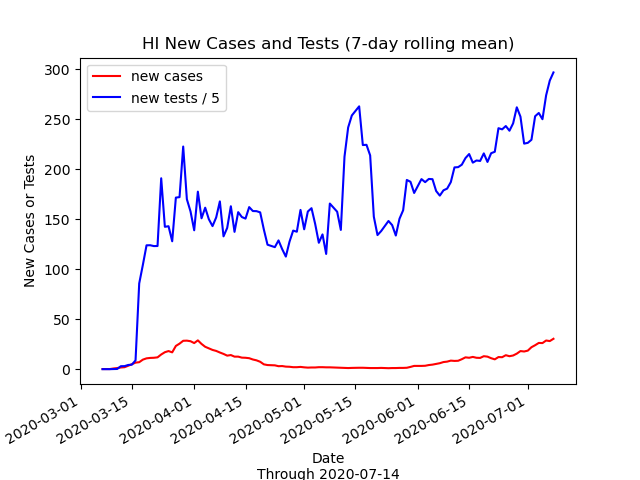 HI New Cases and Tests (7-day rolling mean)
new cases
new tests / 5
New Cases or Tests
300
250
200
150
100
50
0
2020-03-01
2020-03-15
2020-04-01
2020-04-15
2020-05-01
2020-05-15
2020-06-01
2020-06-15
2020-07-01
Date
Through 2020-07-14